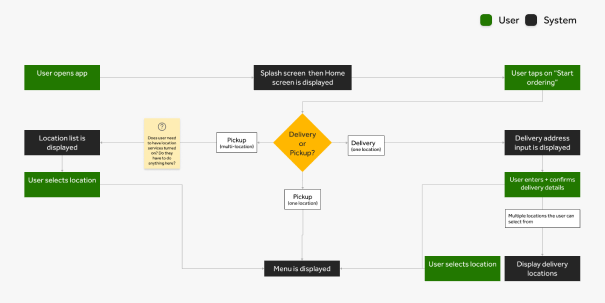 User
System
User opens app
Splash screen then Home
screen is displayed
User taps on "Start
ordering"
Location list is
displayed
Does user need
to have location
services turned
on? Do they
have to do
anything here?
Pickup
(multi-location)
Delivery
or
Pickup?
Delivery
(one location)
Delivery address
input is displayed
User selects location
Pickup
(one location)
User enters + confirms
delivery details
Multiple locations the user can
select from
Menu is displayed
User selects location
Display delivery
locations